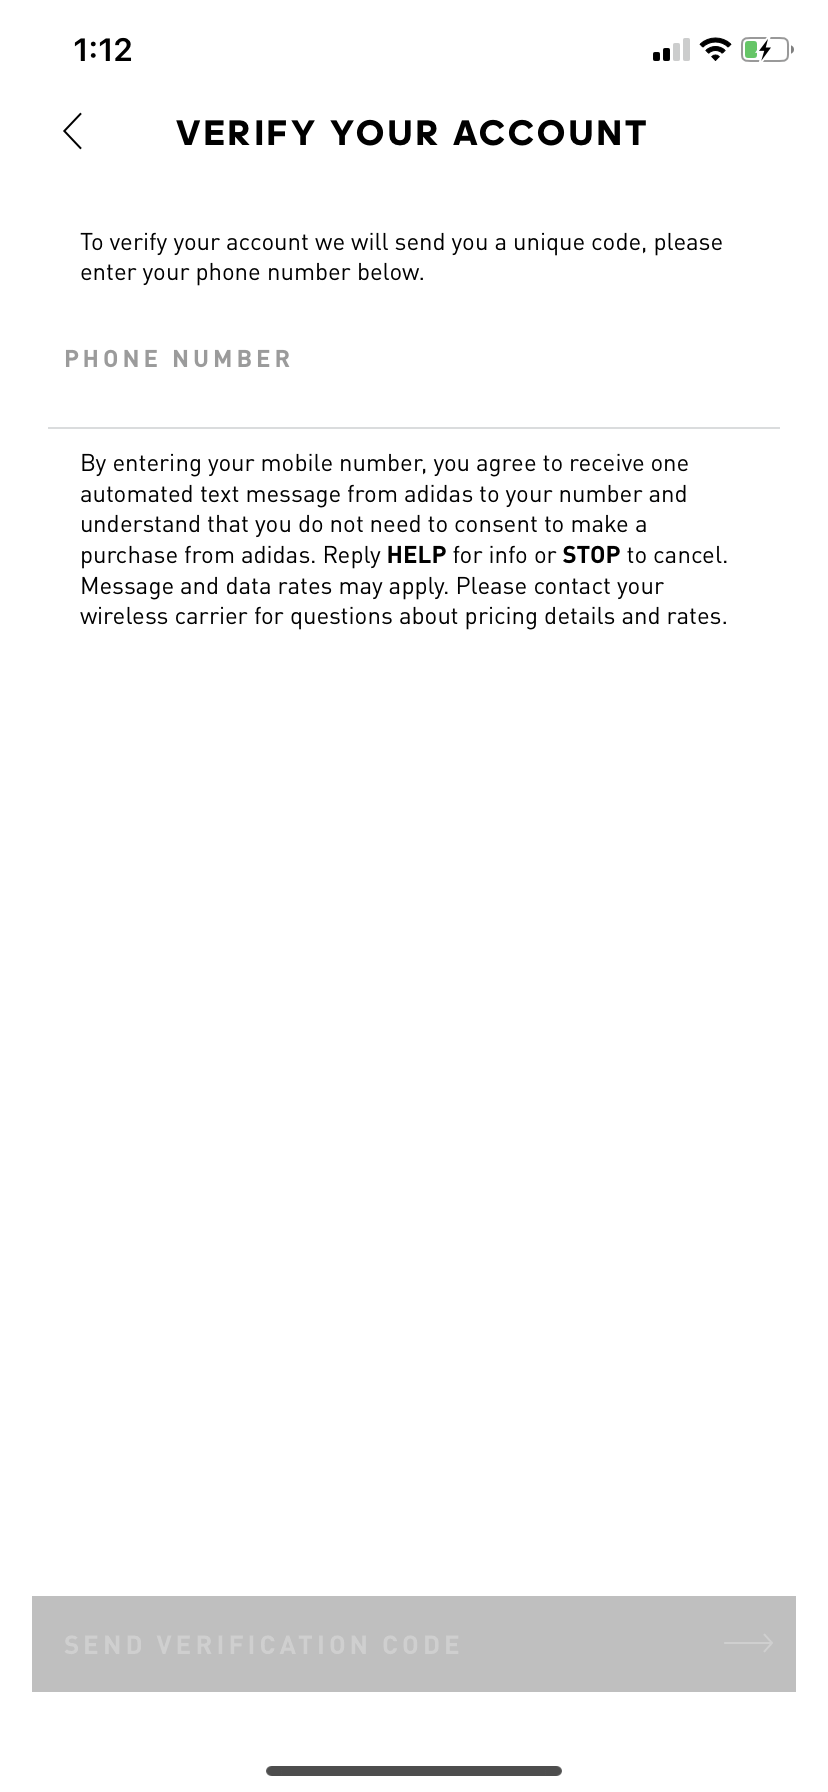 1:12
VERIFY YOUR ACCOUNT
To verify your account we will send you a unique code, please
enter your phone number below.
PHONE NUMBER
By entering your mobile number, you agree to receive one
automated text message from adidas to your number and
understand that you do not need to consent to make a
purchase from adidas. Reply HELP for info or STOP to cancel.
Message and data rates may apply. Please contact your
wireless carrier for questions about pricing details and rates.
SEND VERIFICATION CODE